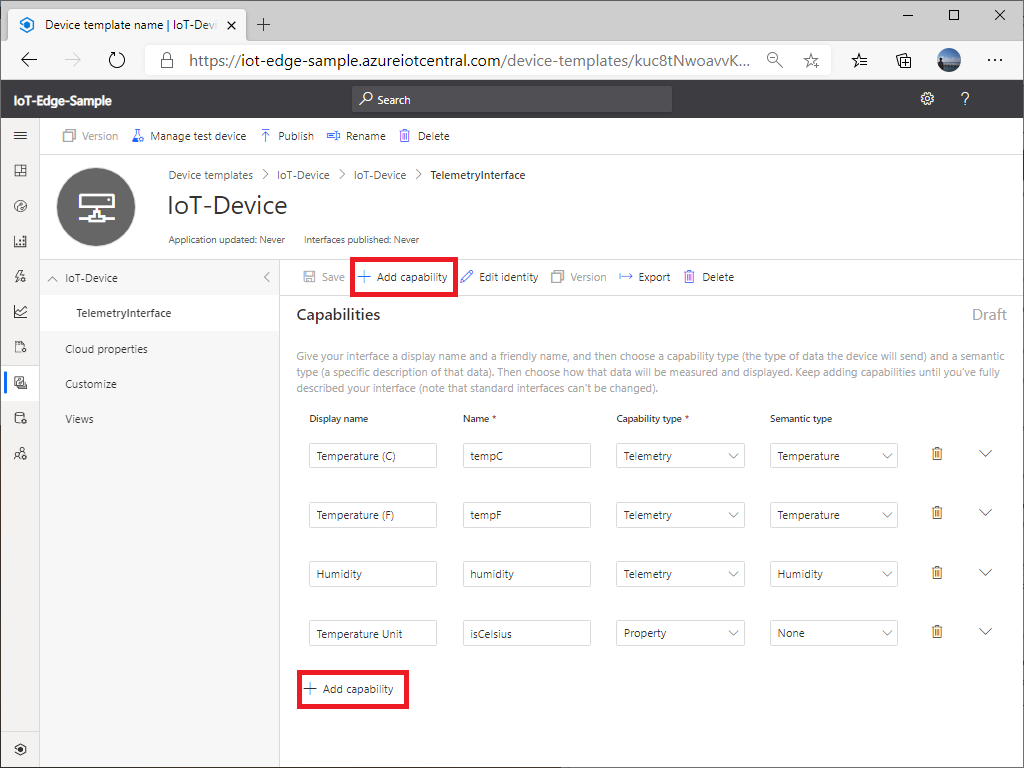 Device template name | IoT-Devi
https://iot-edge-sample.azureiotcentral.com/device-templates/kuc8tNwoavvK...
IoT-Edge-Sample
Search
?
Version Manage test device Publish Rename Delete
Device templates > IoT-Device > IoT-Device > TelemetryInterface
IoT-Device
Application updated: Never Interfaces published: Never
IoT-Device
TelemetryInterface
Cloud properties
Customize
Views
Save + Add capability Edit identity Version Export Delete
Capabilities Draft
Give your interface a display name and a friendly name, and then choose a capability type (the type of data the device will send) and a semantic
type (a specific description of that data). Then choose how that data will be measured and displayed. Keep adding capabilities until you've fully
described your interface (note that standard interfaces can't be changed).
Display name Name * Capability type * Semantic type
Temperature (C) tempC Telemetry Temperature
Temperature (F) tempF Telemetry Temperature
Humidity humidity Telemetry Humidity
Temperature Unit isCelsius Property None
+ Add capability